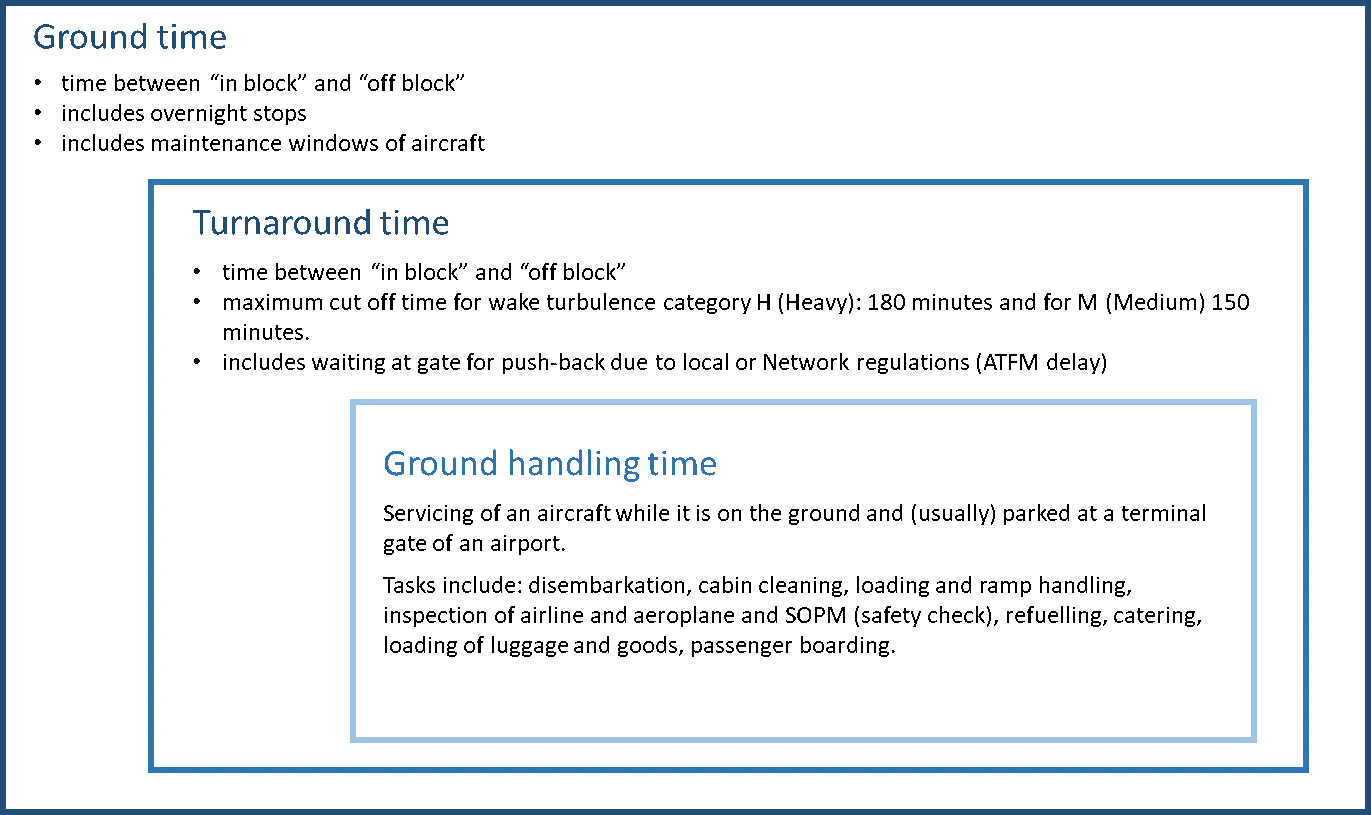 Ground time
• time between “in block” and “off block”
• includes overnight stops
• includes maintenance windows of aircraft
Turnaround time
• time between “in block” and “off block”
• maximum cut off time for wake turbulence category H (Heavy): 180 minutes and for M (Medium) 150
minutes.
• includes waiting at gate for push-back due to local or Network regulations (ATFM delay)
Ground handling time
Servicing of an aircraft while it is on the ground and (usually) parked at a terminal
gate of an airport.
Tasks include: disembarkation, cabin cleaning, loading and ramp handling,
inspection of airline and aeroplane and SOPM (safety check), refuelling, catering,
loading of luggage and goods, passenger boarding.